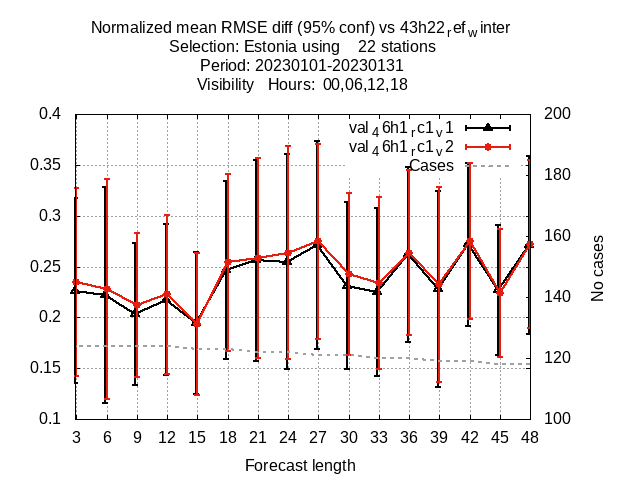 Normalized mean RMSE diff (95% conf) vs 43h22refwinter
Selection: Estonia using 22 stations
Period: 20230101-20230131
Visibility Hours: 00,06,12,18
0.4
0.35
0.3
0.25
0.2
0.15
0.1
200
180
160
140
120
100
No cases
val46h1rc1v1
val46h1rc1v2
Cases
3 6 9 12 15 18 21 24 27 30 33 36 39 42 45 48
Forecast length